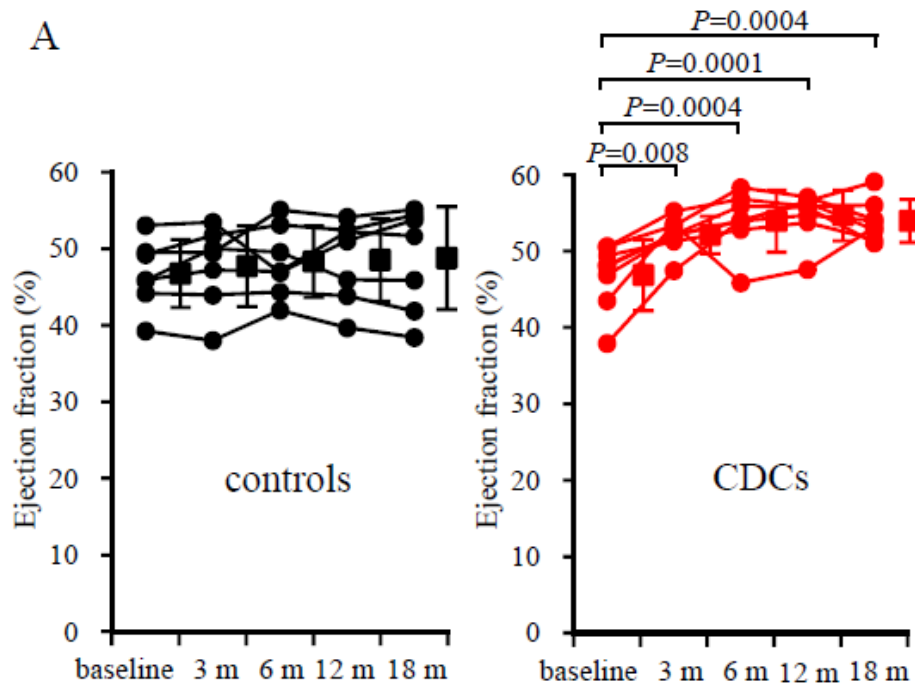 A
P=0.0004
P=0.0001
P=0.0004
P=0.008
Ejection fraction (%)
60
50
40
30
20
10
0
controls
baseline 3 m 6 m 12 m 18 m
Ejection fraction (%)
60
50
40
30
20
10
0
CDCs
baseline 3 m 6 m 12 m 18 m